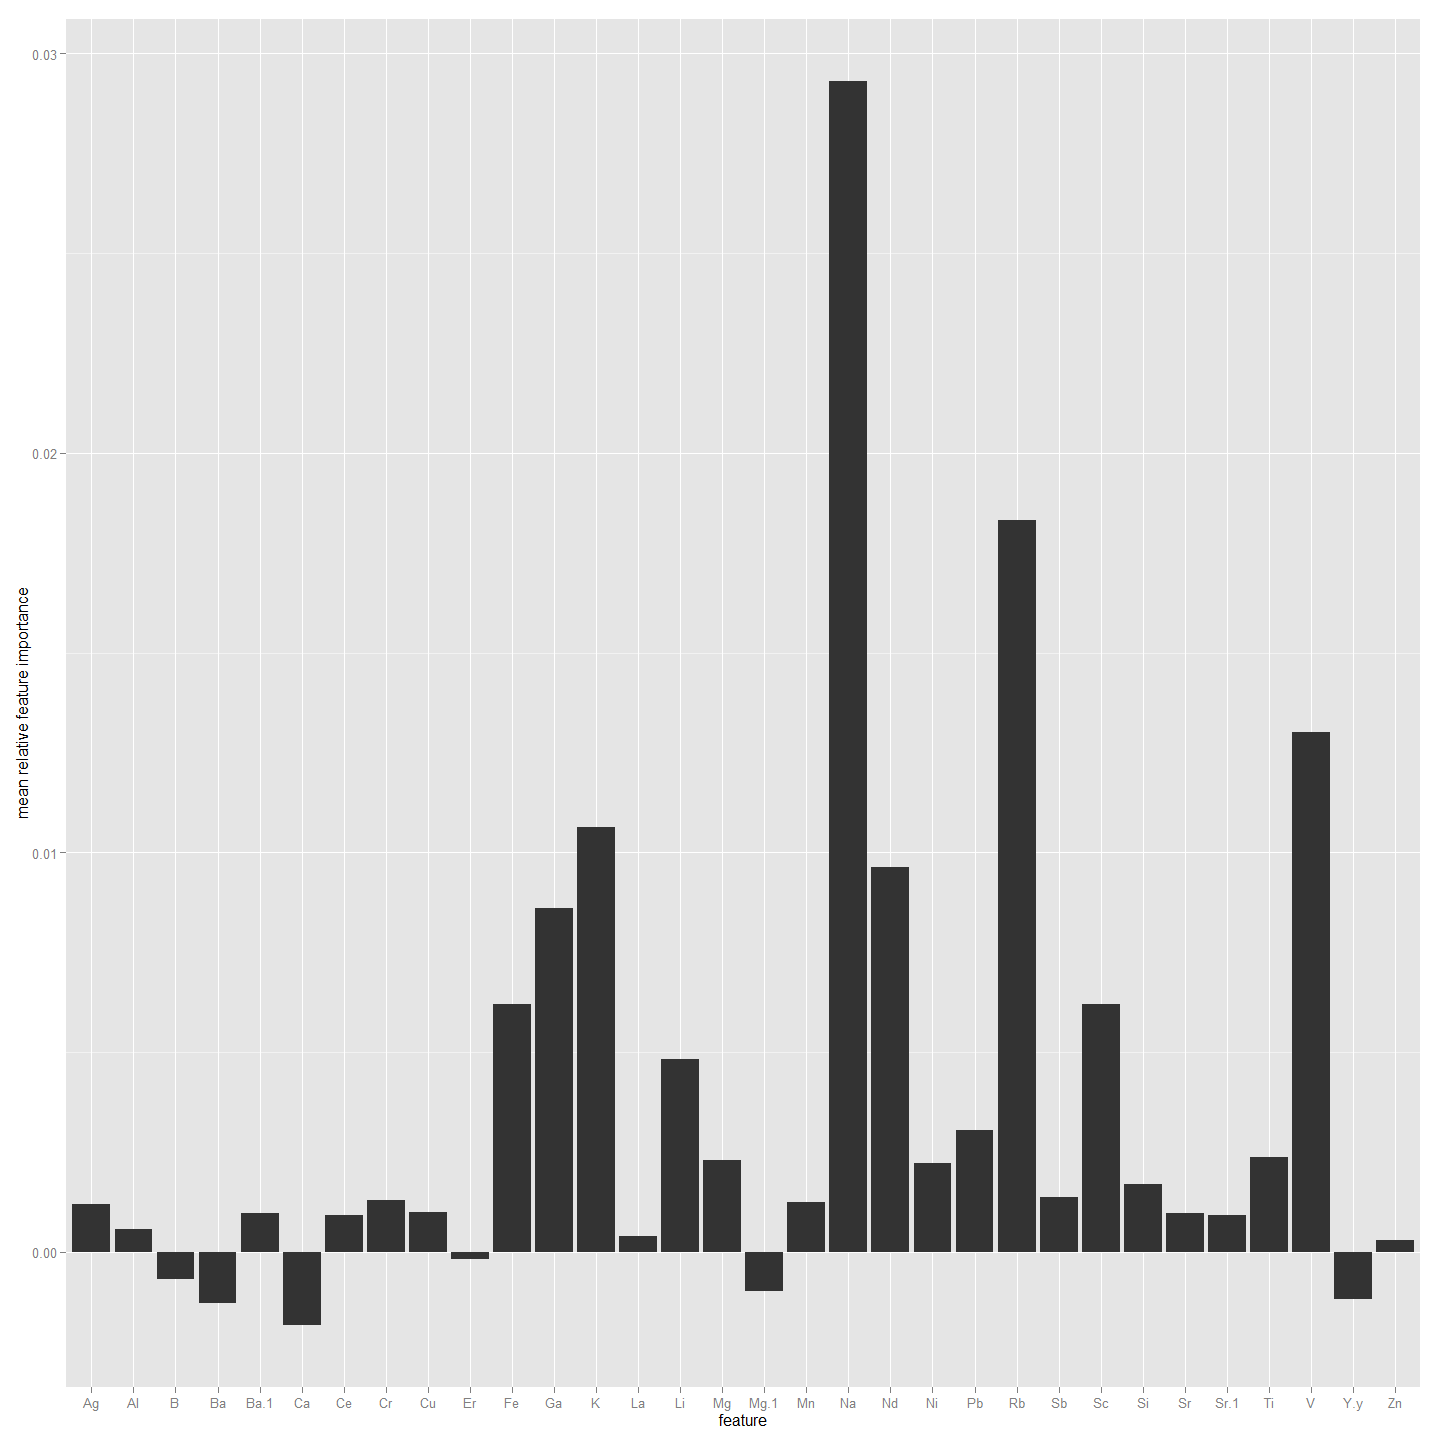 0.03
0.02
0.01
0.00
mean relative feature importance
Ag Al B Ba Ba.1 Ca Ce Cr Cu Er Fe Ga K La Li Mg Mg.1 Mn Na Nd Ni Pb Rb Sb Sc Si Sr Sr.1 Ti V Y.y Zn
feature